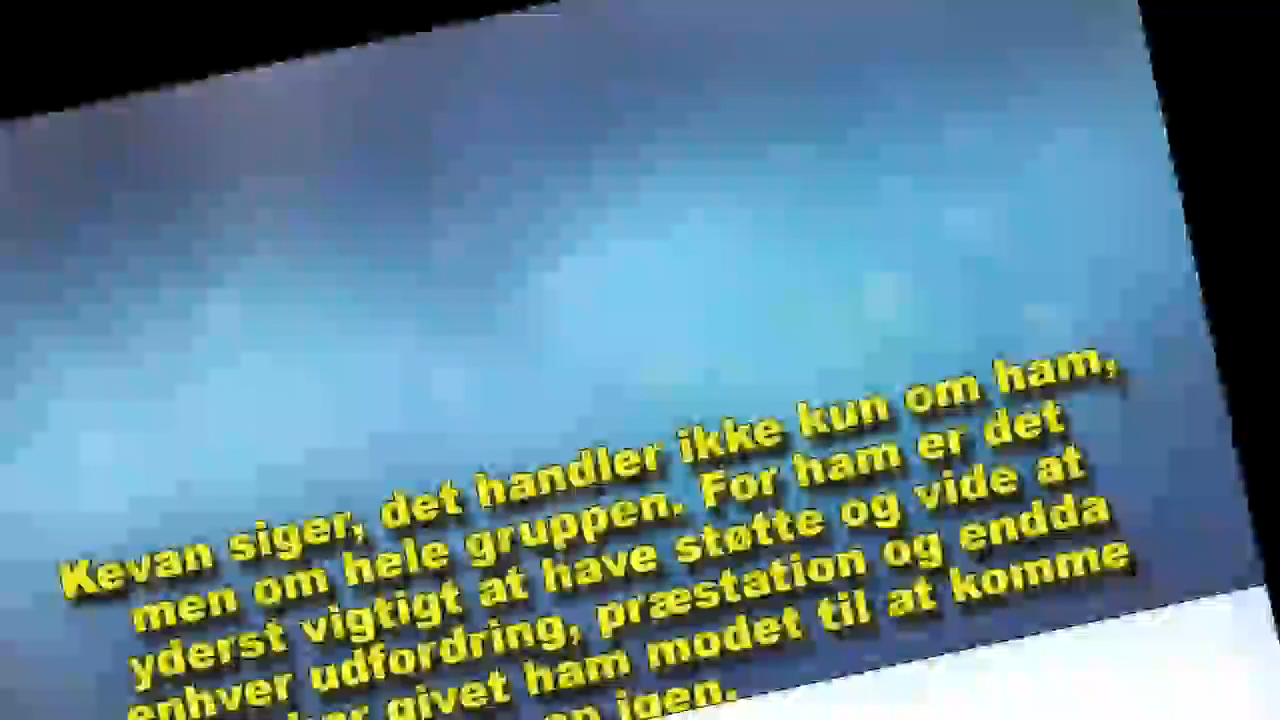 Kevan siger, det handler ikke kun om ham,
men om hele gruppen. For ham er det
yderst vigtigt at have støtte og vide at
enhver udfordring, præstation og endda
har givet ham modet til at komme
igen.